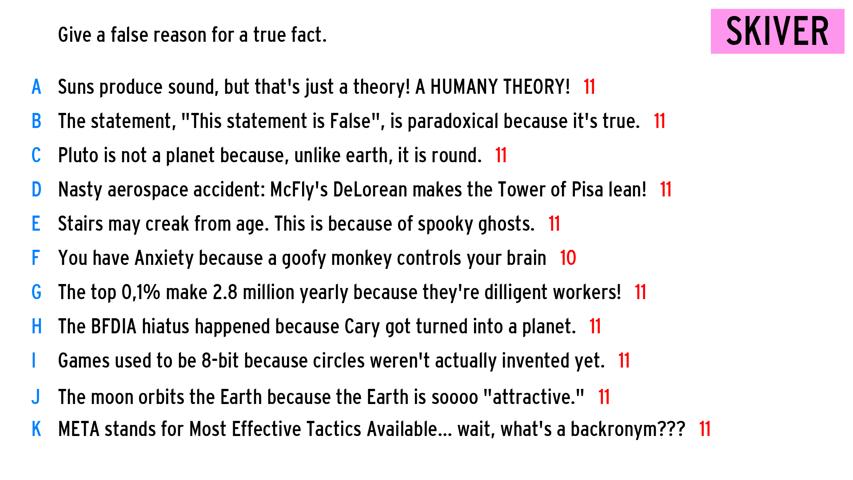 Give a false reason for a true fact.
SKIVER
A Suns produce sound, but that's just a theory! A HUMANY THEORY! 11
B The statement, "This statement is False", is paradoxical because it's true. 11
C Pluto is not a planet because, unlike earth, it is round. 11
D Nasty aerospace accident: McFly's DeLorean makes the Tower of Pisa lean! 11
E Stairs may creak from age. This is because of spooky ghosts. 11
F You have Anxiety because a goofy monkey controls your brain 10
G The top 0,1% make 2.8 million yearly because they're dilligent workers! 11
H The BFDIA hiatus happened because Cary got turned into a planet. 11
I Games used to be 8-bit because circles weren't actually invented yet. 11
J The moon orbits the Earth because the Earth is soooo "attractive." 11
K META stands for Most Effective Tactics Available... wait, what's a backronym??? 11